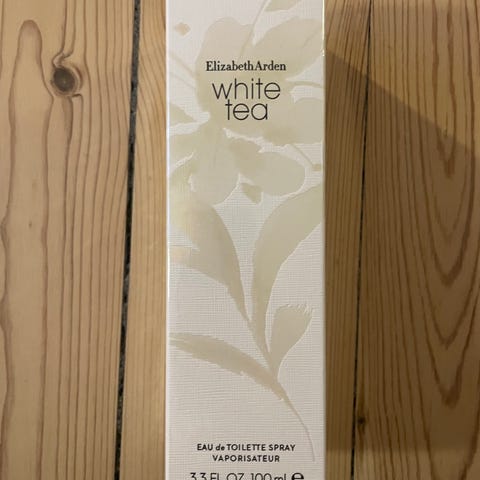 ElizabethArden
white
tea
EAU de TOILETTE SPRAY
VAPORISATEUR
3.3 FL.OZ. 100 ml e